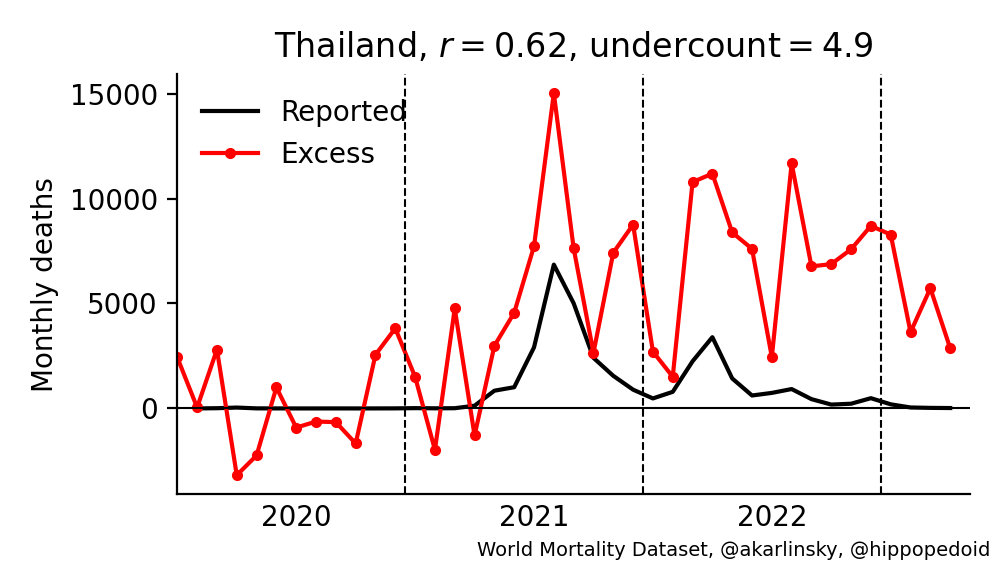 Thailand, r = 0.62, undercount = 4.9
Monthly deaths
15000
10000
5000
0
Reported
Excess
2020 2021 2022
World Mortality Dataset, @akarlinsky, @hippopedoid